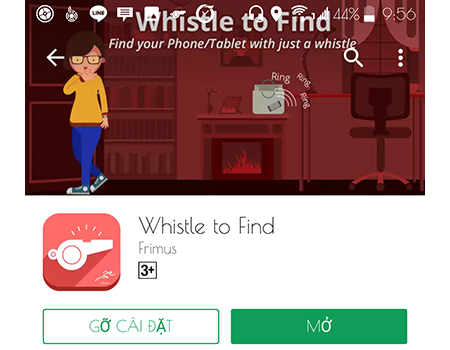 44% 9:56
Whistle to Find
Find your Phone/Tablet with just a whistle
Ring
Ring
Ring
Whistle to Find
Frimus
3+
GỠ CÀI ĐẶT
MỞ